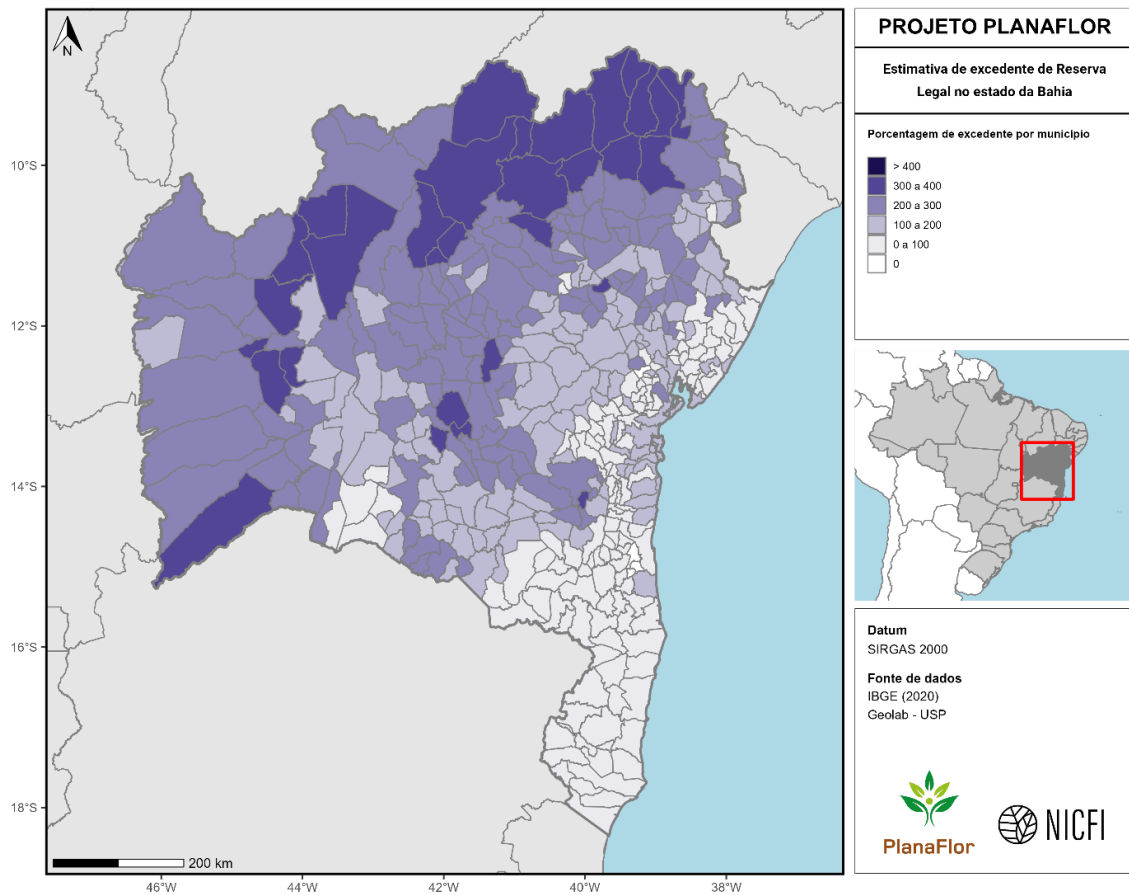 PROJETO PLANAFLOR
Estimativa de excedente de Reserva
Legal no estado da Bahia
Porcentagem de excedente por município
> 400
300 a 400
200 a 300
100 a 200
0 a 100
0
N
10°S
12°S
14°S
16°S
18°S
200 km
46°W
44°W
42°W
40°W
38°W
Datum
SIRGAS 2000
Fonte de dados
IBGE (2020)
Geolab - USP
PlanaFlor
NICFI